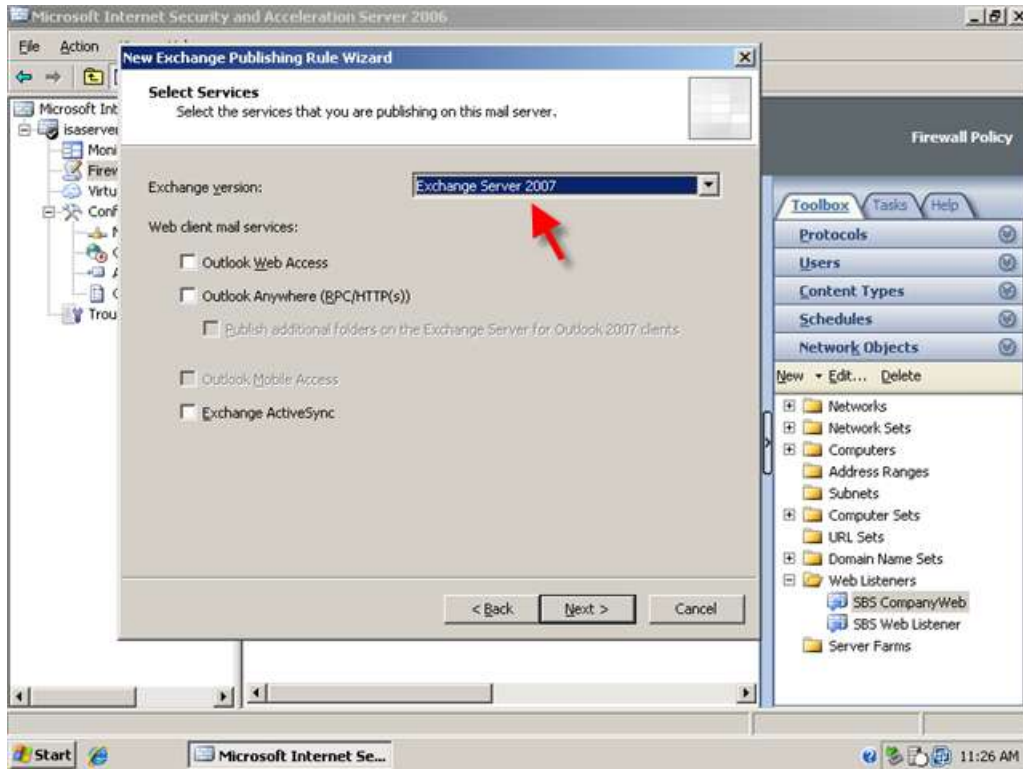 Microsoft Internet Security and Acceleration Server 2006
File Action
New Exchange Publishing Rule Wizard
Select Services
Select the services that you are publishing on this mail server.
Exchange version:
Exchange Server 2007
Web client mail services:
Outlook Web Access
Outlook Anywhere (RPC/HTTP(s))
Publish additional folders on the Exchange Server for Outlook 2007 clients
Outlook Mobile Access
Exchange ActiveSync
< Back Next > Cancel
Microsoft Int
isaserver
Moni
Firew
Virtu
Conf
Trou
Firewall Policy
Toolbox Tasks Help
Protocols
Users
Content Types
Schedules
Network Objects
New Edit... Delete
Networks
Network Sets
Computers
Address Ranges
Subnets
Computer Sets
URL Sets
Domain Name Sets
Web Listeners
SBS CompanyWeb
SBS Web Listener
Server Farms
Start Microsoft Internet Se... 11:26 AM